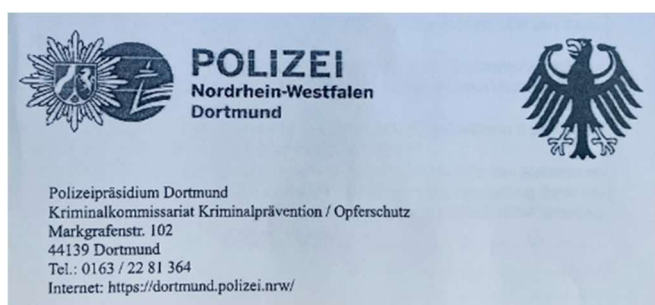 POLIZEI
Nordrhein-Westfalen
Dortmund
Polizeipräsidium Dortmund
Kriminalkommissariat Kriminalprävention / Opferschutz
Markgrafenstr. 102
44139 Dortmund
Tel.: 0163 / 22 81 364
Internet: https://dortmund.polizei.nrw/